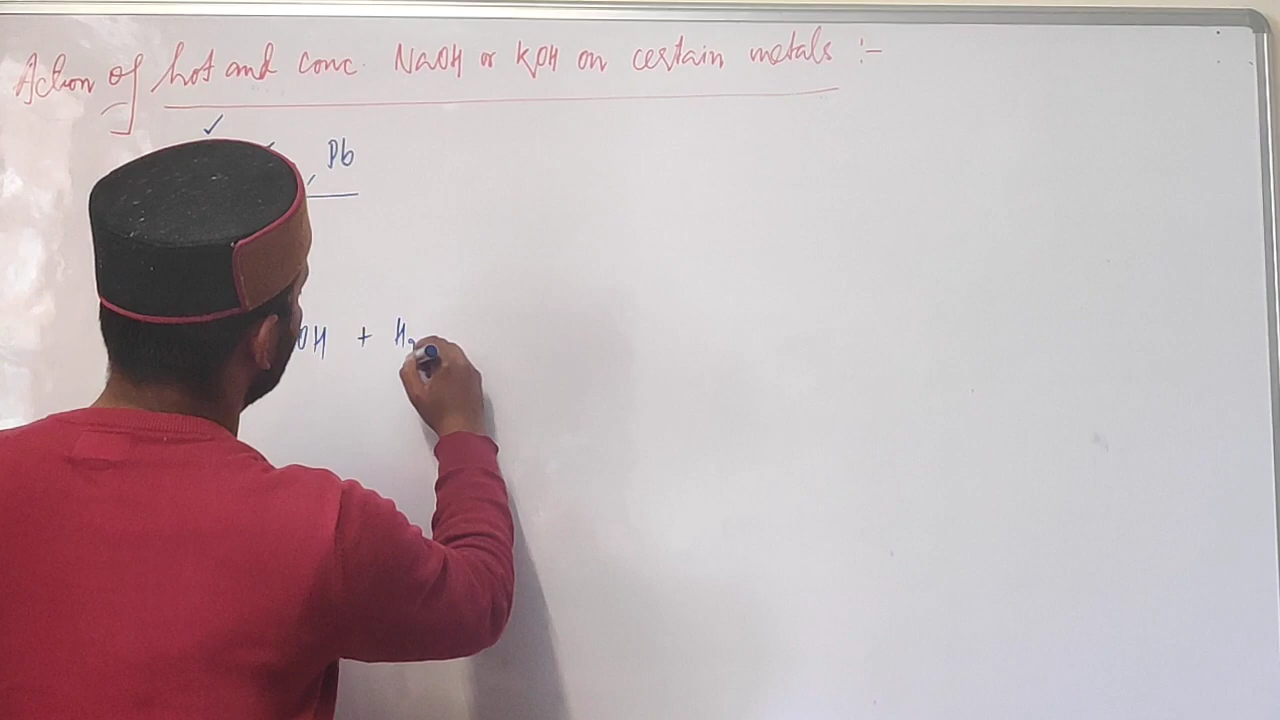 Action of hot and conc. NaOH or KOH on certain metals :-
Pb
OH + H2